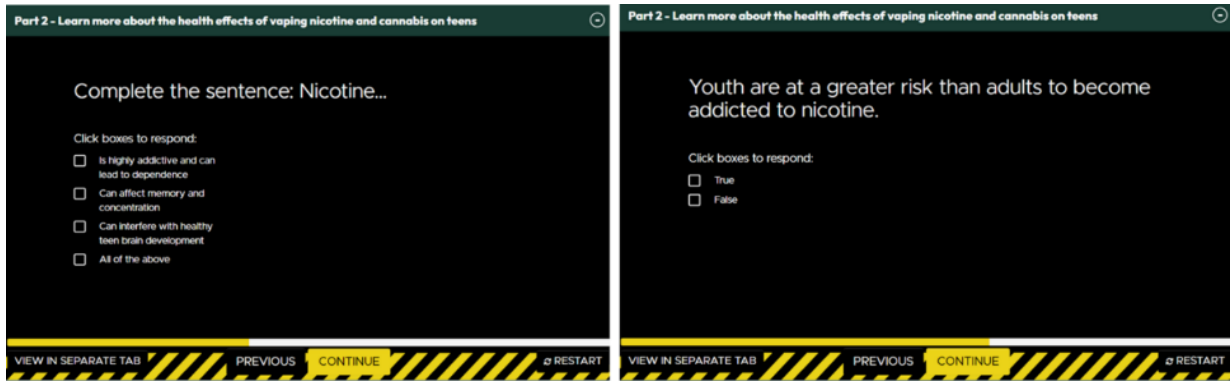 Part 2 - Learn more about the health effects of vaping nicotine and cannabis on teens
Complete the sentence: Nicotine...
Click boxes to respond:
Is highly addictive and can
lead to dependence
Can affect memory and
concentration
Can interfere with healthy
teen brain development
All of the above
VIEW IN SEPARATE TAB
PREVIOUS
CONTINUE
RESTART
Part 2 - Learn more about the health effects of vaping nicotine and cannabis on teens
Youth are at a greater risk than adults to become
addicted to nicotine.
Click boxes to respond:
True
False
VIEW IN SEPARATE TAB
PREVIOUS
CONTINUE
RESTART